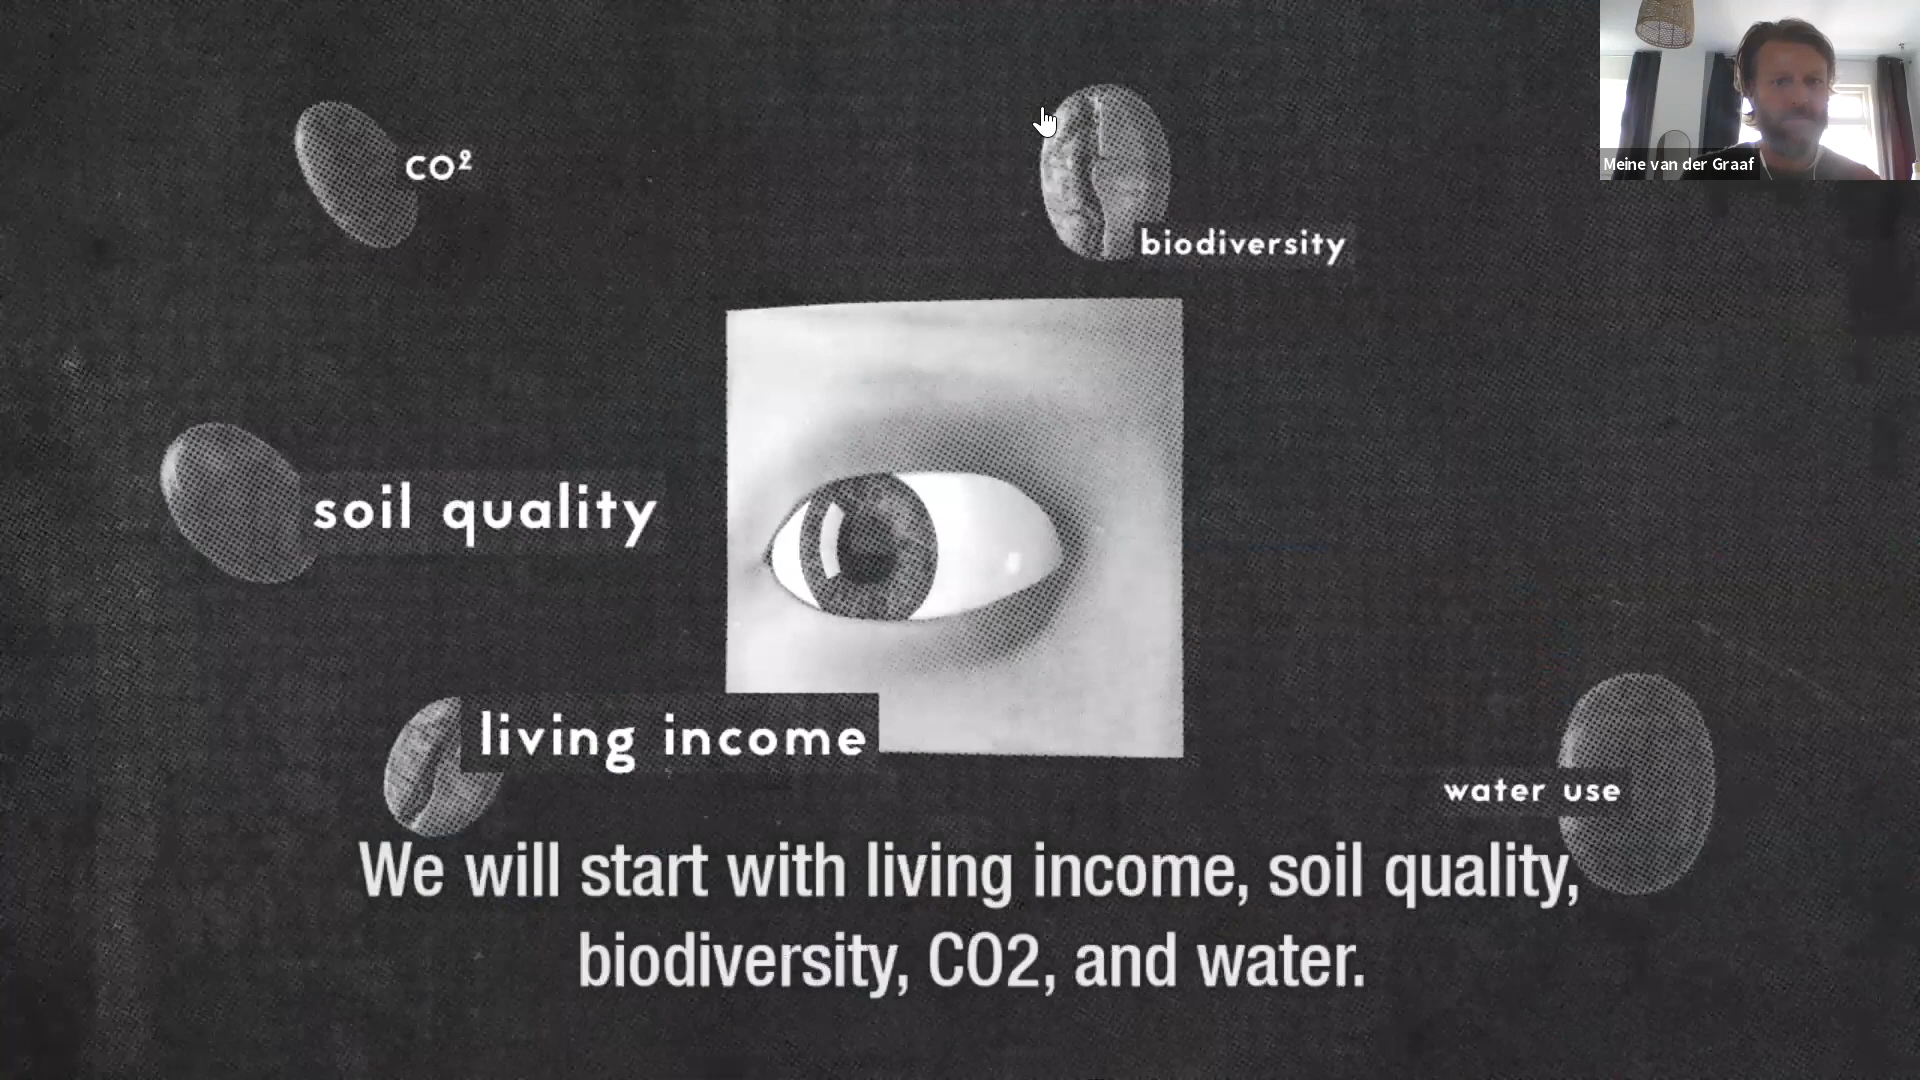 co²
biodiversity
Meine van der Graaf
soil quality
living income
water use
We will start with living income, soil quality,
biodiversity, CO2, and water.